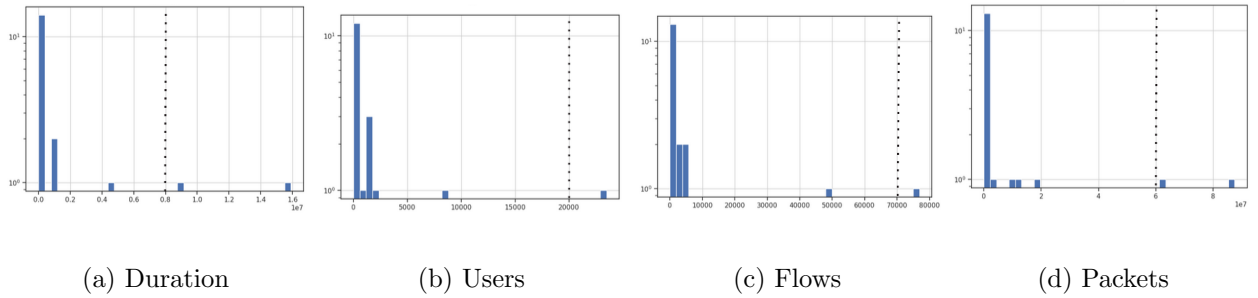 10¹
10⁰
0.0 0.2 0.4 0.6 0.8 1.0 1.2 1.4 1.6
1e7
10¹
10⁰
0 5000 10000 15000 20000
10¹
10⁰
0 10000 20000 30000 40000 50000 60000 70000 80000
10¹
10⁰
0 2 4 6 8
1e7
(a) Duration
(b) Users
(c) Flows
(d) Packets